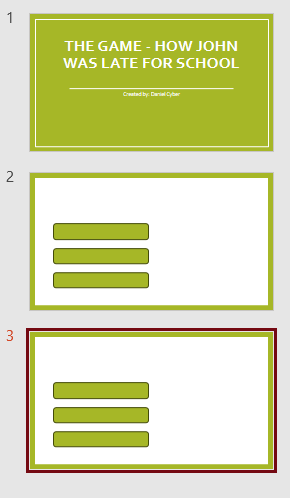 1
THE GAME - HOW JOHN
WAS LATE FOR SCHOOL
Created by: Daniel Cyber
2
3